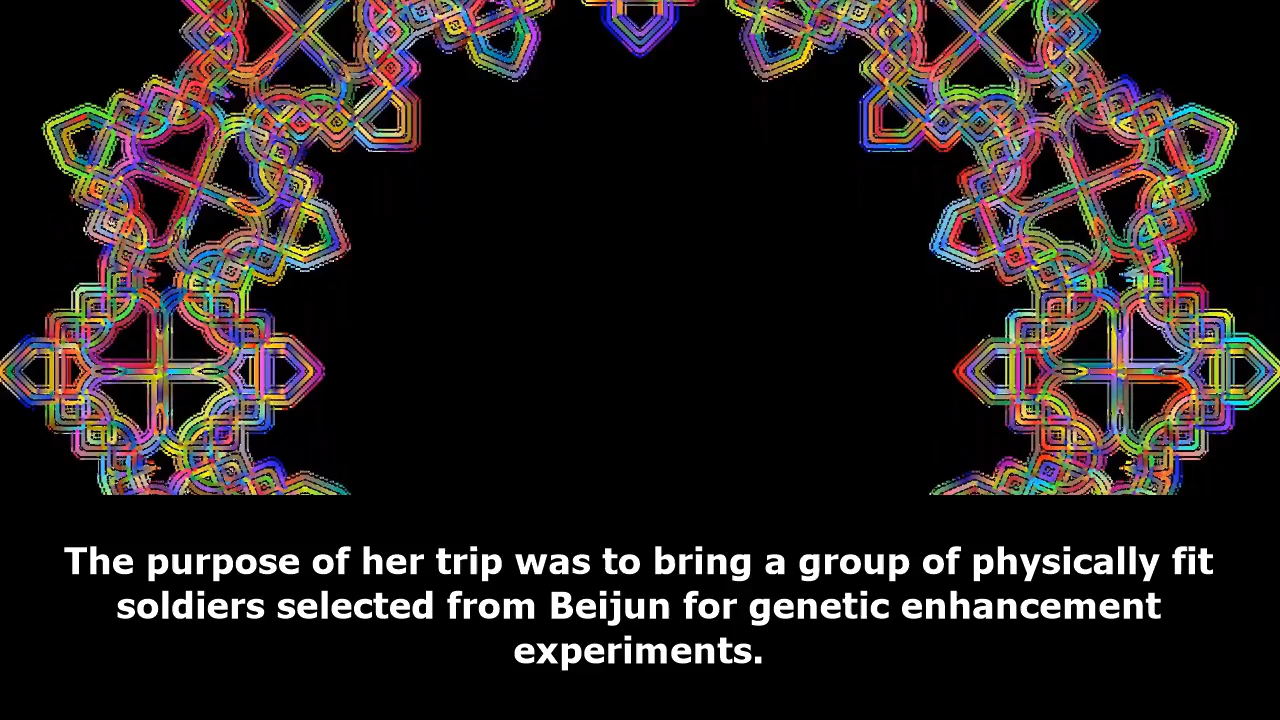 The purpose of her trip was to bring a group of physically fit
soldiers selected from Beijun for genetic enhancement
experiments.